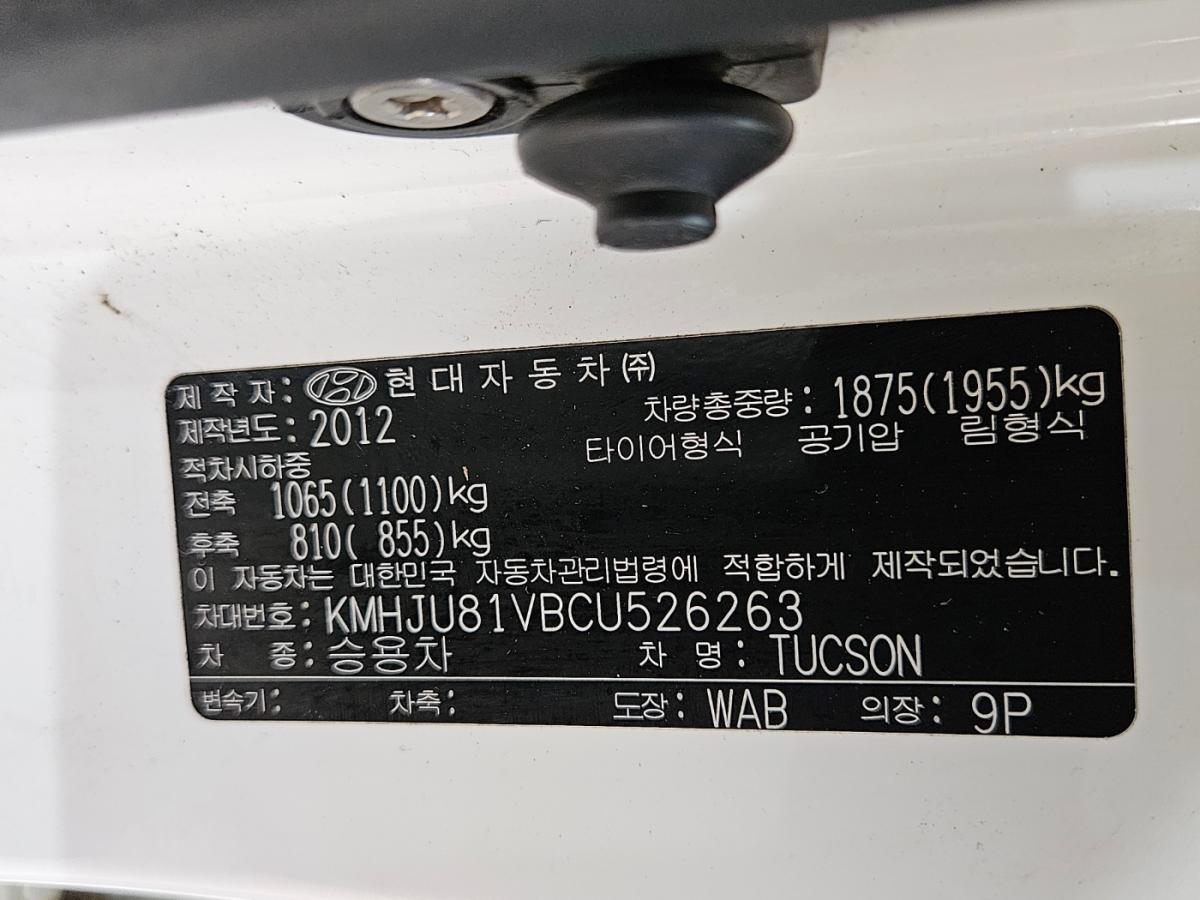 제 작 자 : 현 대 자 동 차 ㈜
제작년도 : 2012 차량총중량 : 1875(1955)kg
적차시하중 타이어형식 공기압 림형식
전축 1065(1100)kg
후축 810( 855)kg
이 자동차는 대한민국 자동차관리법령에 적합하게 제작되었습니다.
차대번호 : KMHJU81VBCU526263
차 종 : 승용차 차 명 : TUCSON
변속기 : 차축 : 도장 : WAB 의장 : 9P